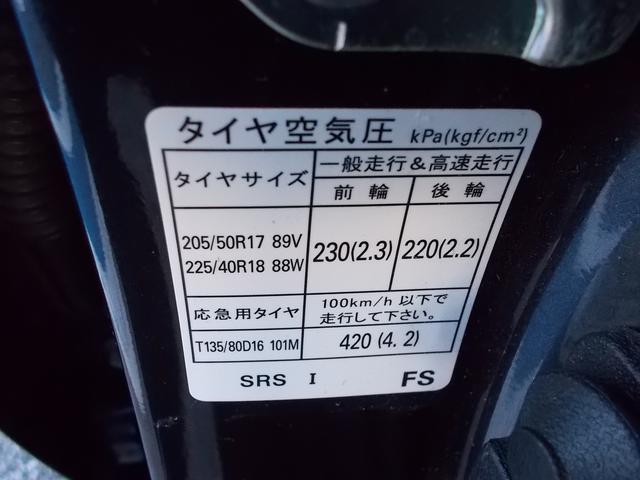 タイヤ空気圧 kPa(kgf/cm²)
タイヤサイズ 一般走行＆高速走行
前輪 後輪
205/50R17 89V
225/40R18 88W
230(2.3) 220(2.2)
応急用タイヤ 100km/h 以下で
走行して下さい。
T135/80D16 101M 420 (4.2)
SRS I FS